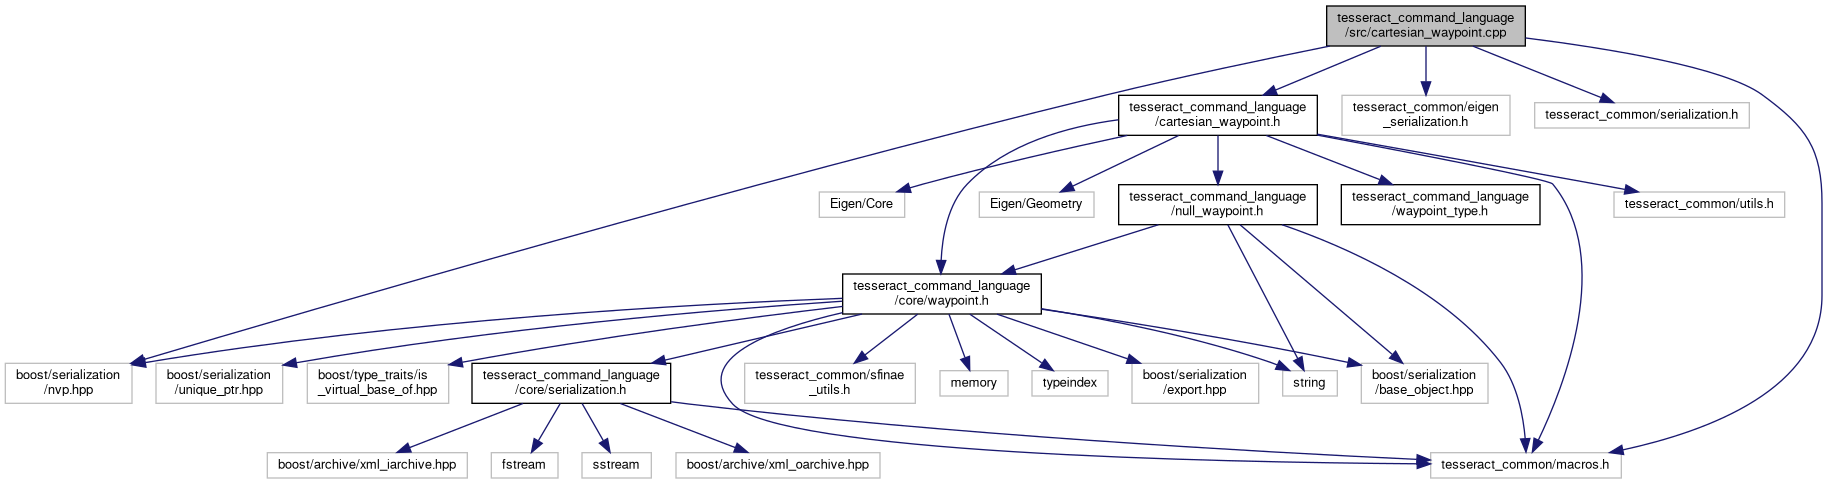 tesseract_command_language
/src/cartesian_waypoint.cpp
tesseract_command_language
/cartesian_waypoint.h
tesseract_common/eigen
_serialization.h
tesseract_common/serialization.h
Eigen/Core
Eigen/Geometry
tesseract_command_language
/null_waypoint.h
tesseract_command_language
/waypoint_type.h
tesseract_common/utils.h
tesseract_command_language
/core/waypoint.h
boost/serialization
/nvp.hpp
boost/serialization
/unique_ptr.hpp
boost/type_traits/is
_virtual_base_of.hpp
tesseract_command_language
/core/serialization.h
tesseract_common/sfinae
_utils.h
memory
typeindex
boost/serialization
/export.hpp
string
boost/serialization
/base_object.hpp
boost/archive/xml_iarchive.hpp
fstream
sstream
boost/archive/xml_oarchive.hpp
tesseract_common/macros.h